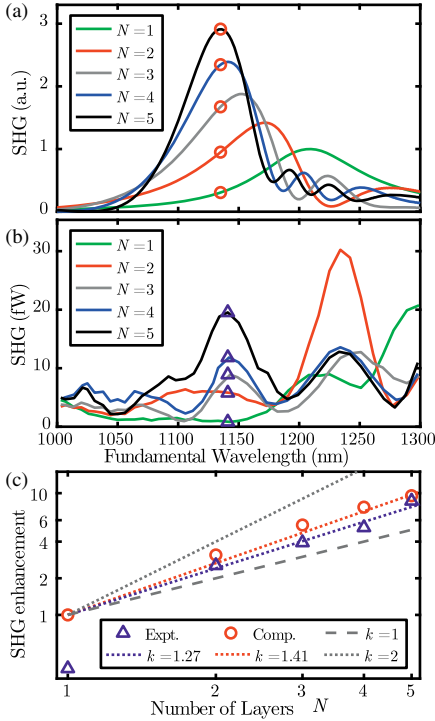 (a)
3
2
1
0
SHG (a.u.)
N = 1
N = 2
N = 3
N = 4
N = 5
(b)
30
20
10
0
SHG (fW)
N = 1
N = 2
N = 3
N = 4
N = 5
1000 1050 1100 1150 1200 1250 1300
Fundamental Wavelength (nm)
(c)
10
6
4
2
1
SHG enhancement
Expt. Comp. k = 1
k = 1.27 k = 1.41 k = 2
1 2 3 4 5
Number of Layers N